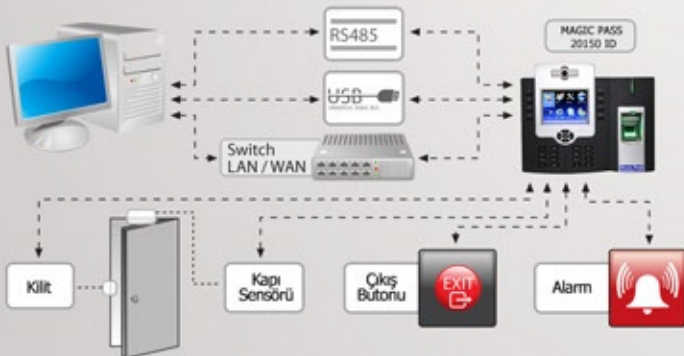 RS485
MAGIC PASS
20150 ID
USB
Switch
LAN / WAN
Kilit
Kapı
Sensörü
Çıkış
Butonu
EXIT
Alarm